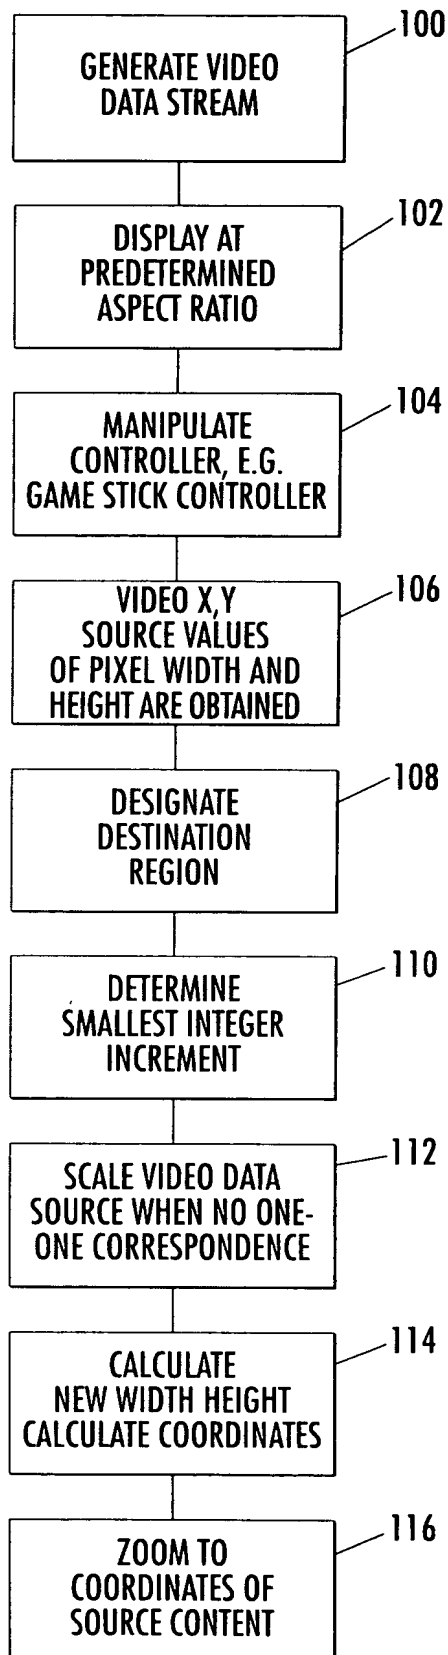 100
GENERATE VIDEO
DATA STREAM
102
DISPLAY AT
PREDETERMINED
ASPECT RATIO
104
MANIPULATE
CONTROLLER, E.G.
GAME STICK CONTROLLER
106
VIDEO X,Y
SOURCE VALUES
OF PIXEL WIDTH AND
HEIGHT ARE OBTAINED
108
DESIGNATE
DESTINATION
REGION
110
DETERMINE
SMALLEST INTEGER
INCREMENT
112
SCALE VIDEO DATA
SOURCE WHEN NO ONE-
ONE CORRESPONDENCE
114
CALCULATE
NEW WIDTH HEIGHT
CALCULATE COORDINATES
116
ZOOM TO
COORDINATES OF
SOURCE CONTENT